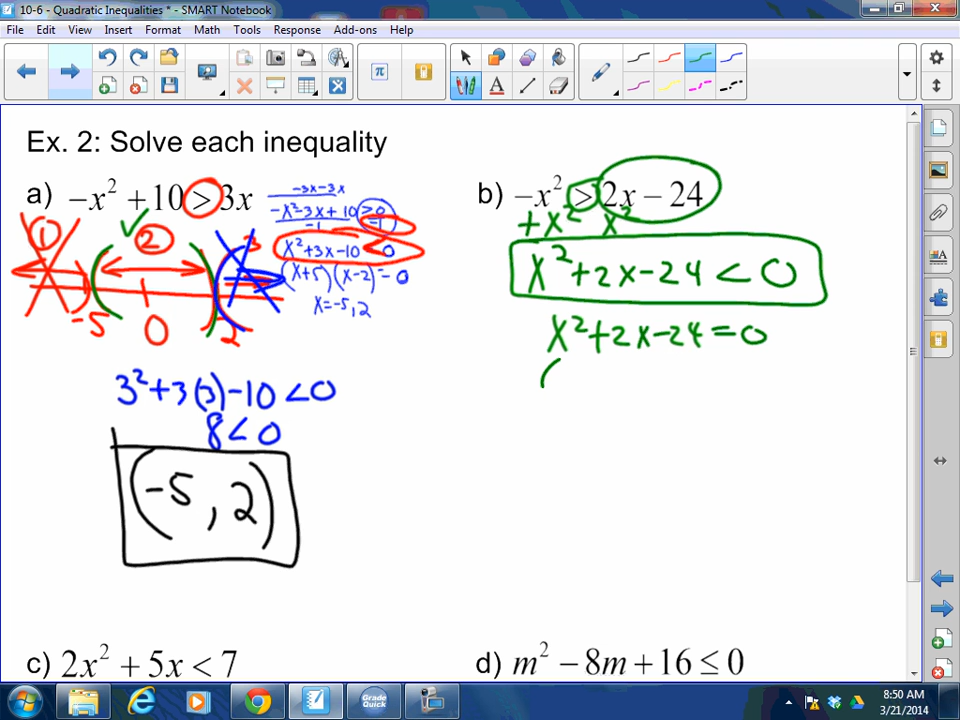 10-6 - Quadratic Inequalities * - SMART Notebook
File Edit View Insert Format Math Tools Response Add-ons Help
Ex. 2: Solve each inequality
a) -x² + 10 > 3x
-3x -3x
-x² - 3x + 10 > 0
-1 -1
x² + 3x - 10 < 0
(x+5)(x-2) = 0
x = -5, 2
1 2 3
-5 0 2
3² + 3(3) - 10 < 0
8 < 0
(-5, 2)
b) -x² > 2x - 24
+x² x²
x² + 2x - 24 < 0
x² + 2x - 24 = 0
(
c) 2x² + 5x < 7
d) m² - 8m + 16 ≤ 0
Grade Quick
8:50 AM
3/21/2014